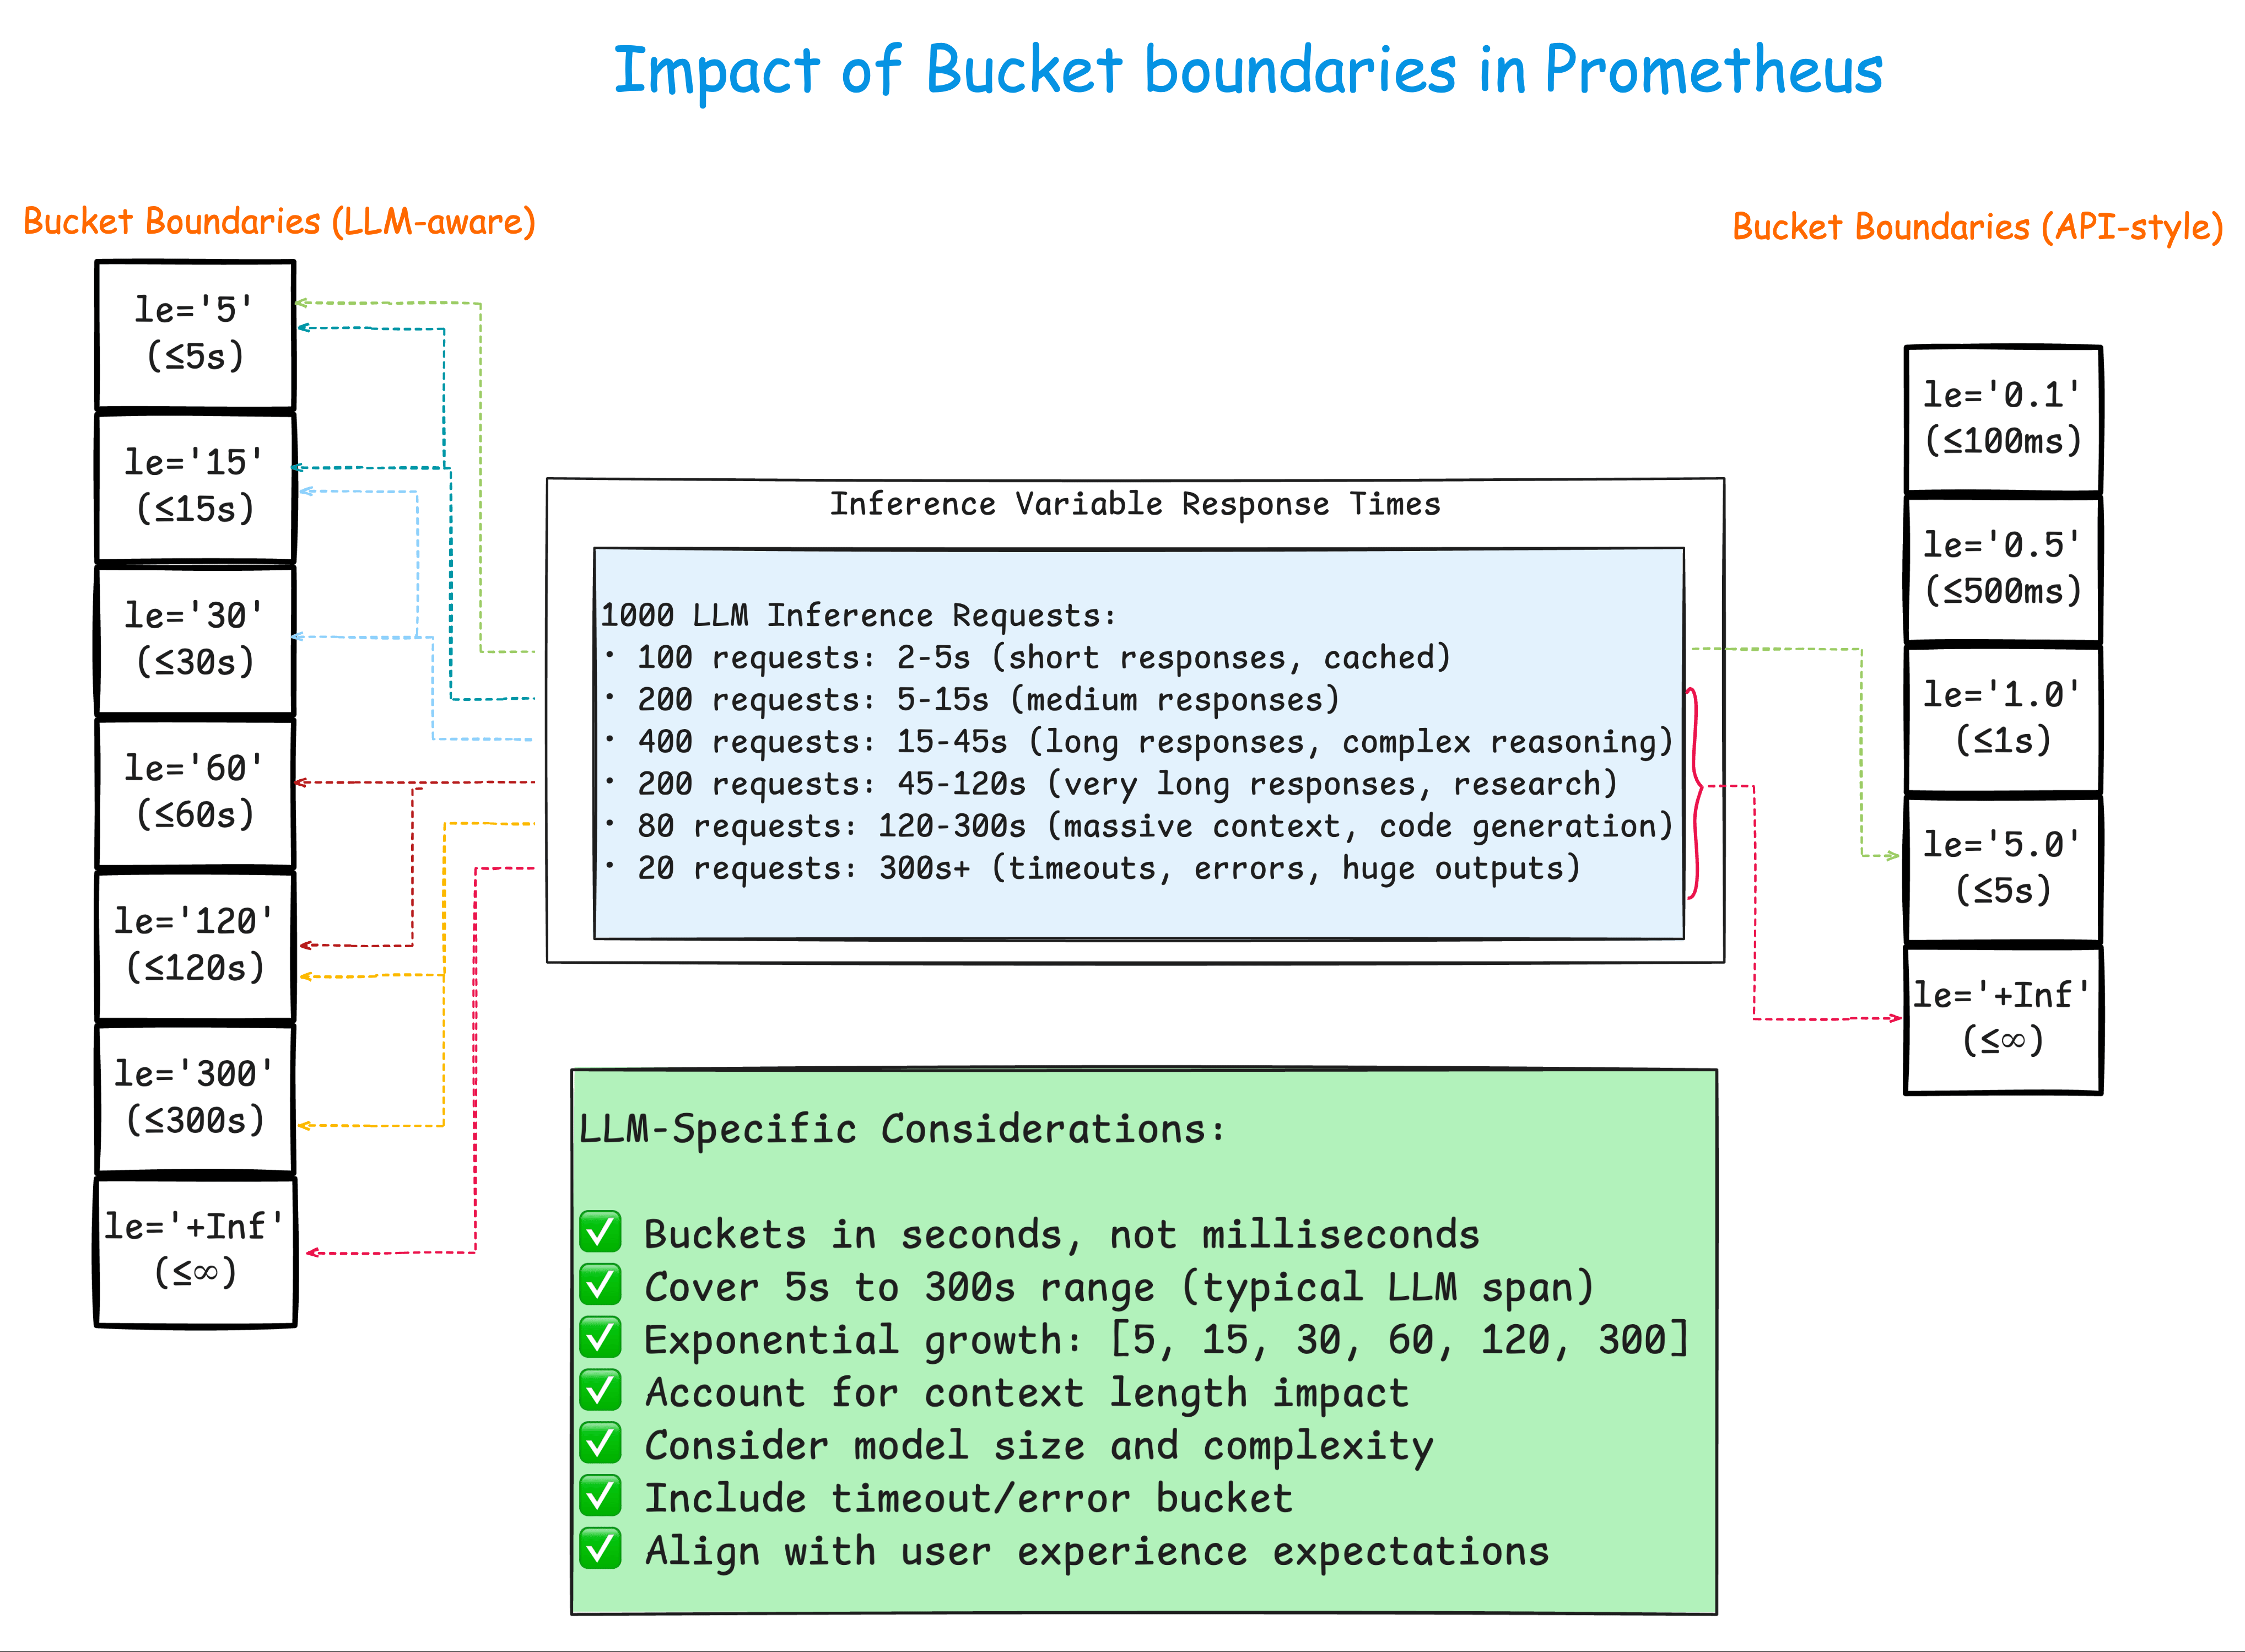 Impact of Bucket boundaries in Prometheus
Bucket Boundaries (LLM-aware)
le='5'
(≤5s)
le='15'
(≤15s)
le='30'
(≤30s)
le='60'
(≤60s)
le='120'
(≤120s)
le='300'
(≤300s)
le='+Inf'
(≤∞)
Inference Variable Response Times
1000 LLM Inference Requests:
• 100 requests: 2-5s (short responses, cached)
• 200 requests: 5-15s (medium responses)
• 400 requests: 15-45s (long responses, complex reasoning)
• 200 requests: 45-120s (very long responses, research)
• 80 requests: 120-300s (massive context, code generation)
• 20 requests: 300s+ (timeouts, errors, huge outputs)
LLM-Specific Considerations:
✅ Buckets in seconds, not milliseconds
✅ Cover 5s to 300s range (typical LLM span)
✅ Exponential growth: [5, 15, 30, 60, 120, 300]
✅ Account for context length impact
✅ Consider model size and complexity
✅ Include timeout/error bucket
✅ Align with user experience expectations
Bucket Boundaries (API-style)
le='0.1'
(≤100ms)
le='0.5'
(≤500ms)
le='1.0'
(≤1s)
le='5.0'
(≤5s)
le='+Inf'
(≤∞)